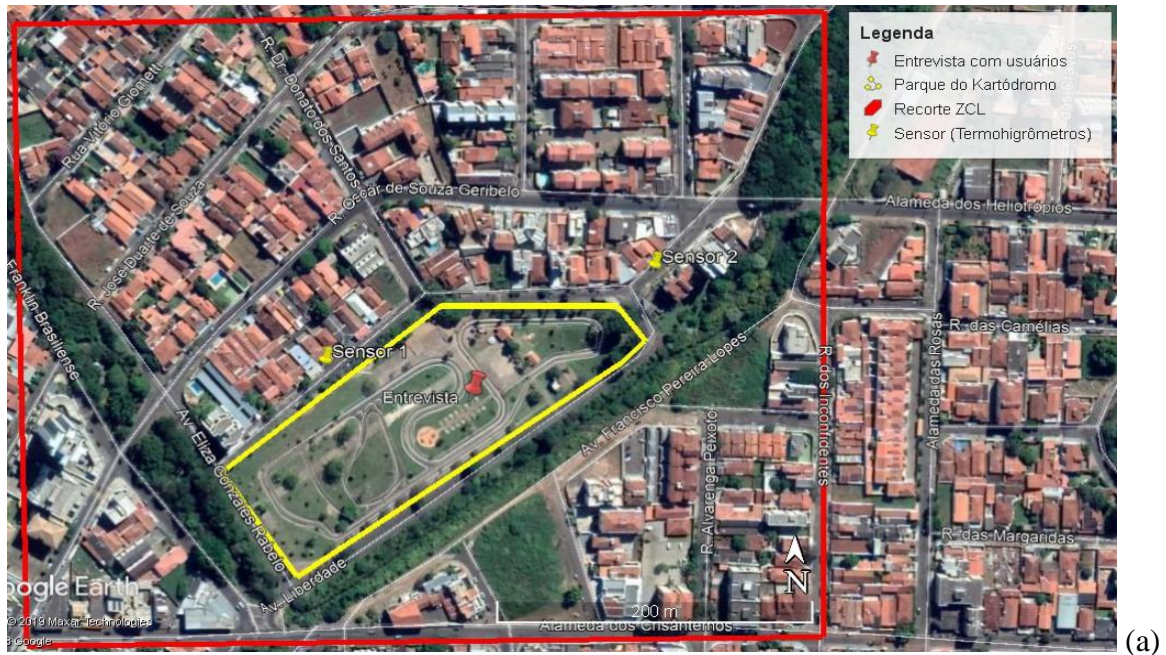 Legenda
Entrevista com usuários
Parque do Kartódromo
Recorte ZCL
Sensor (Termohigrômetros)
R. Dr. Donato dos Santos
Rua Vitório Giometti
R. José Duarte de Souza
R. Oscar de Souza Geribelo
Alameda dos Heliotrópios
Franklin Brasiliense
Sensor 2
Sensor 1
Entrevista
R. das Camélias
Av. Francisco Pereira Lopes
R. dos Inconfidentes
Alameda das Rosas
Av. Eliza Gonzales Rabelo
R. Alvarenga Peixoto
R. das Margaridas
Av. Liberdade
N
200 m
Alameda dos Crisântemos
oogle Earth
© 2019 Maxar Technologies
Google
(a)